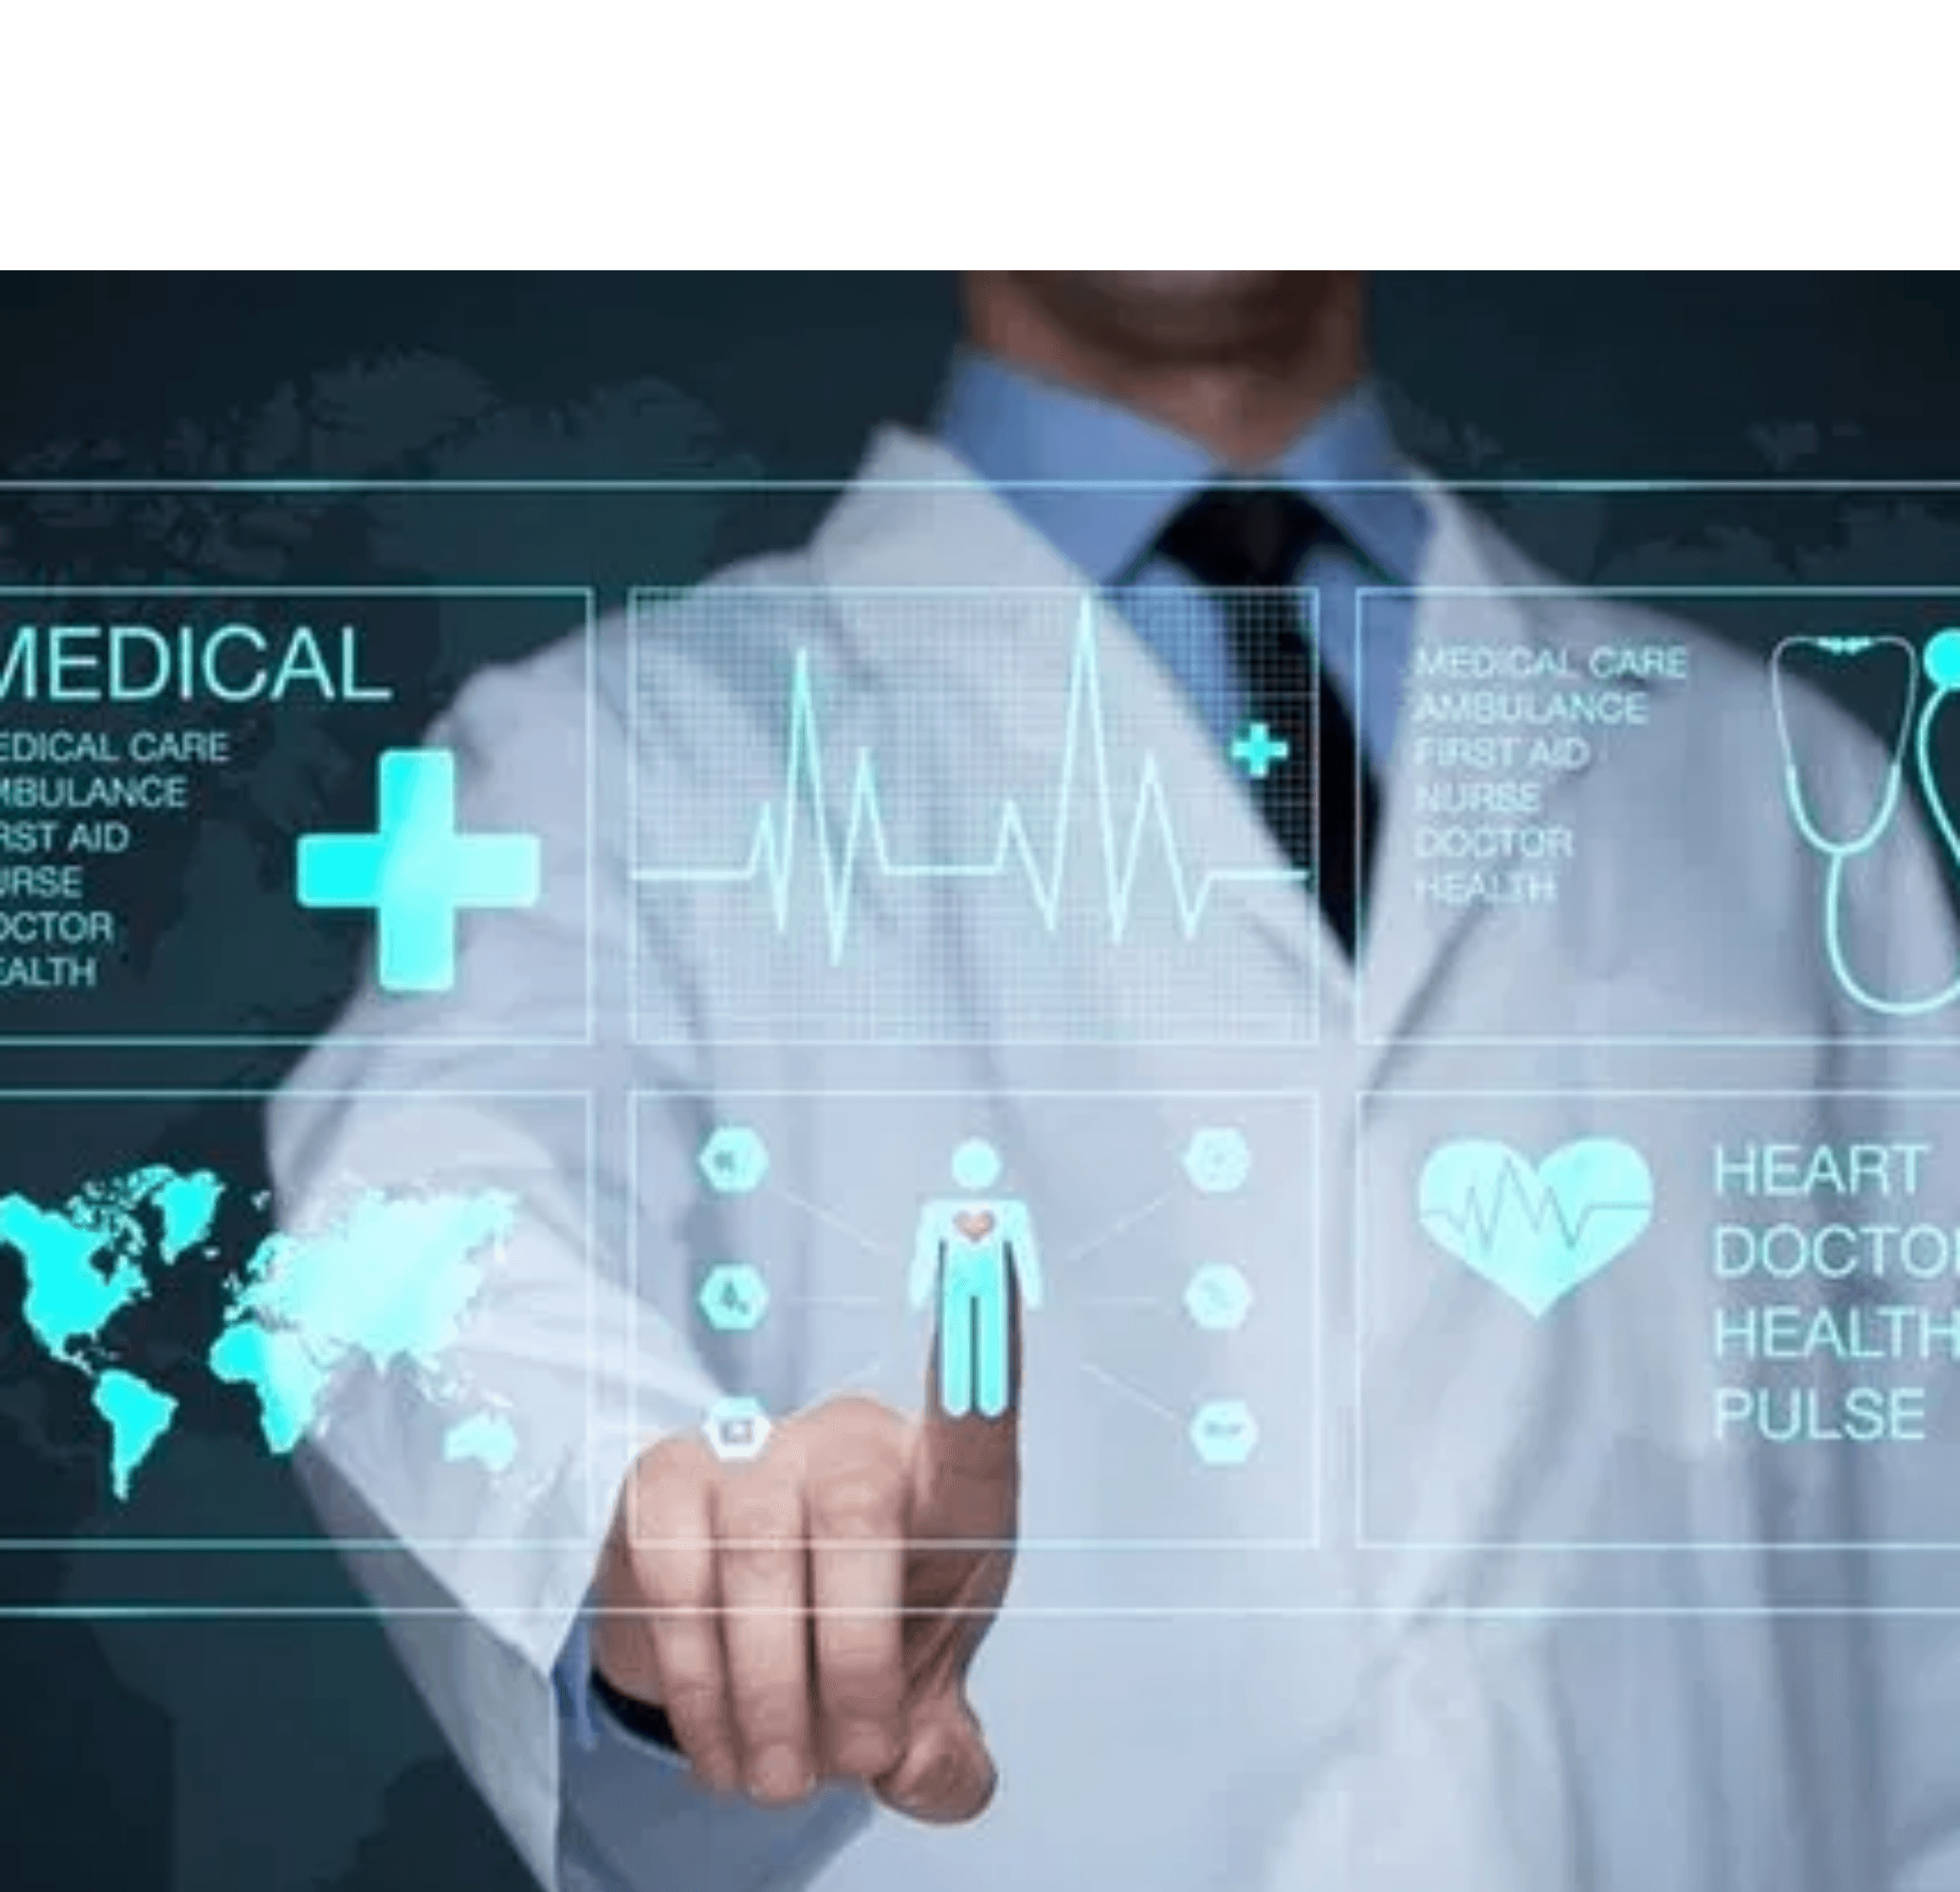 MEDICAL
EDICAL CARE
MBULANCE
RST AID
URSE
OCTOR
EALTH
MEDICAL CARE
AMBULANCE
FIRST AID
NURSE
DOCTOR
HEALTH
HEART
DOCTO
HEALTH
PULSE